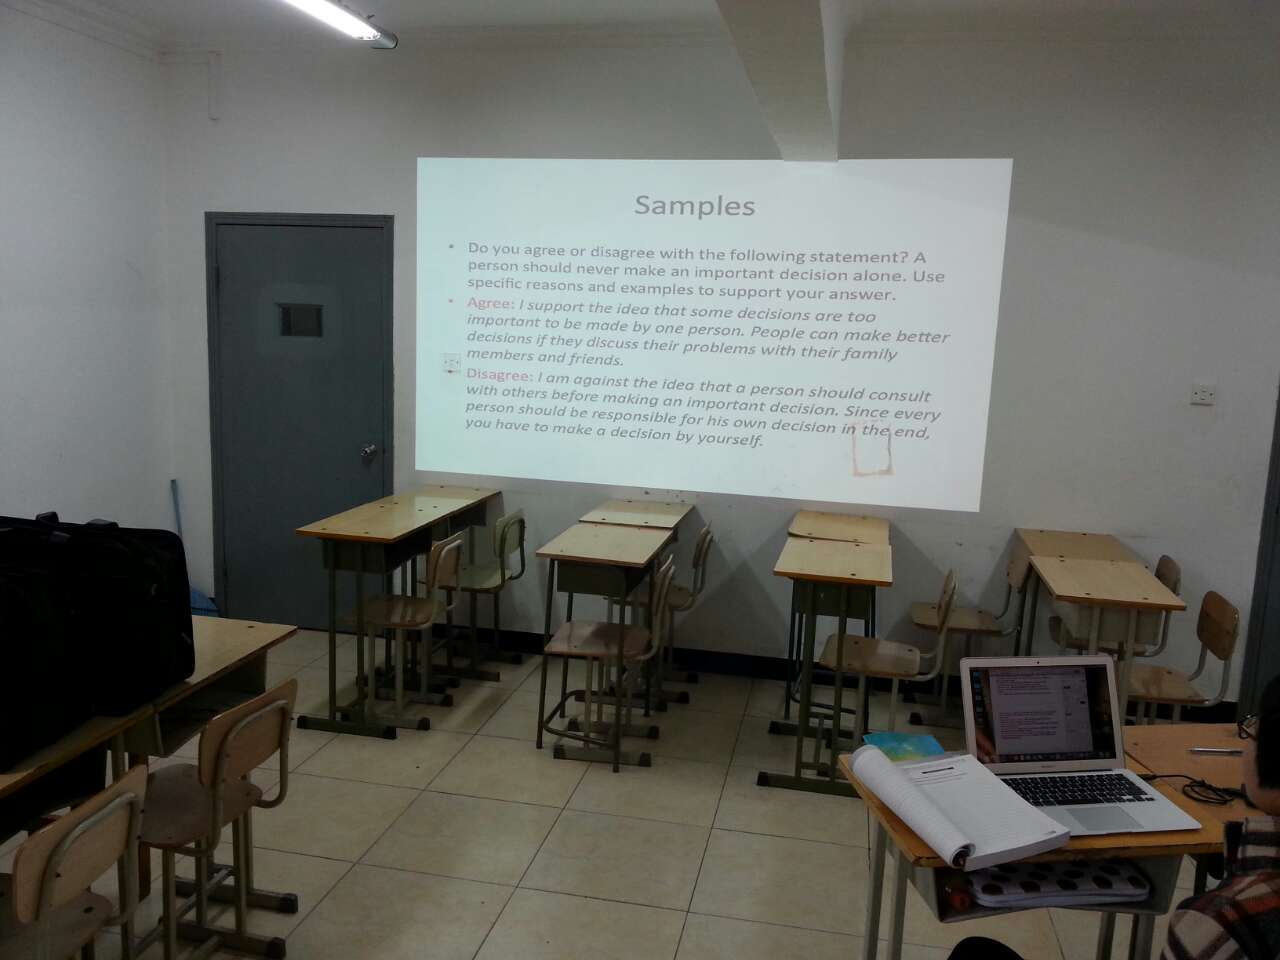 Samples
• Do you agree or disagree with the following statement? A
person should never make an important decision alone. Use
specific reasons and examples to support your answer.
• Agree: I support the idea that some decisions are too
important to be made by one person. People can make better
decisions if they discuss their problems with their family
members and friends.
• Disagree: I am against the idea that a person should consult
with others before making an important decision. Since every
person should be responsible for his own decision in the end,
you have to make a decision by yourself.